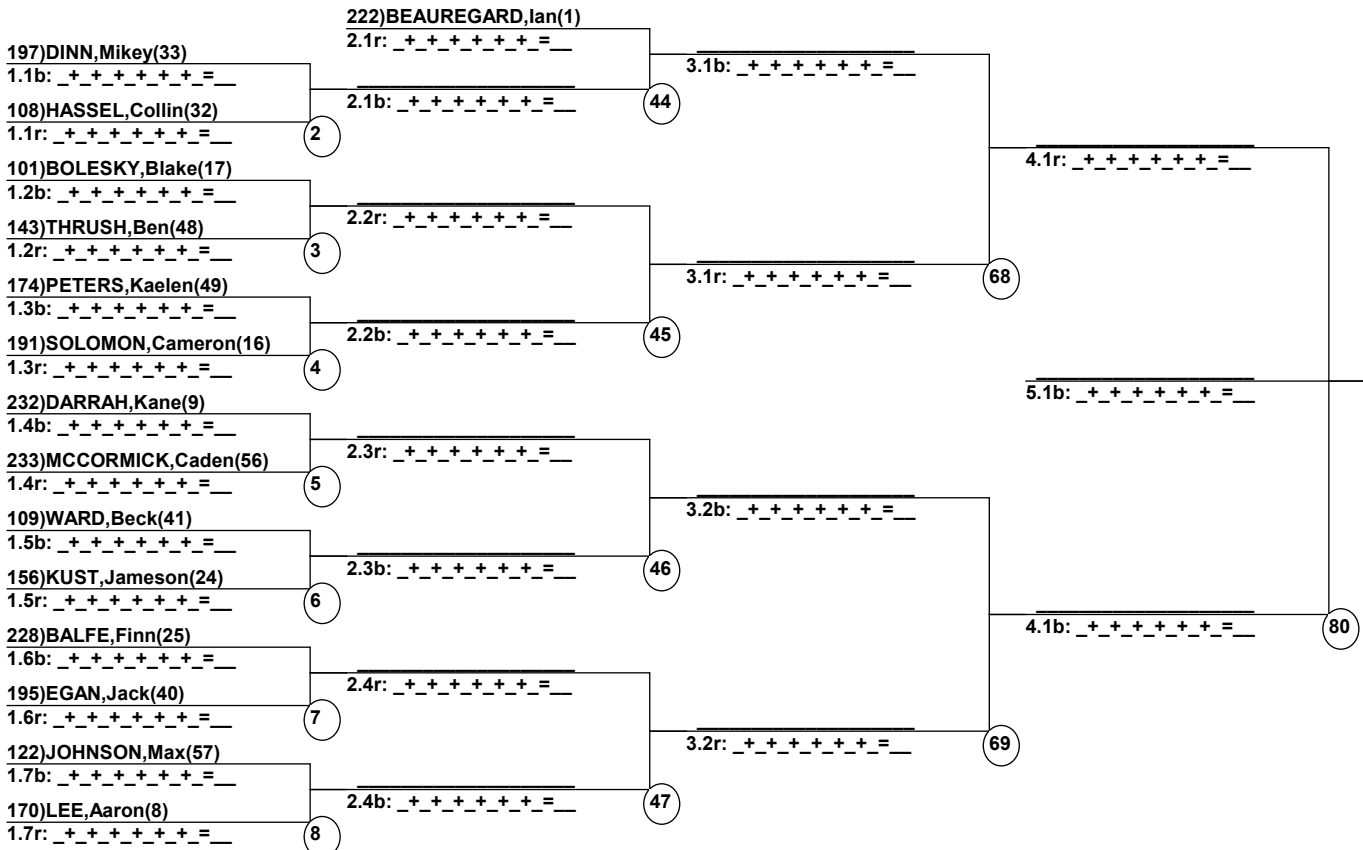 197)DINN,Mikey(33)
1.1b: _+_+_+_+_+_=__
108)HASSEL,Collin(32)
1.1r: _+_+_+_+_+_=__
2
101)BOLESKY,Blake(17)
1.2b: _+_+_+_+_+_=__
143)THRUSH,Ben(48)
1.2r: _+_+_+_+_+_=__
3
174)PETERS,Kaelen(49)
1.3b: _+_+_+_+_+_=__
191)SOLOMON,Cameron(16)
1.3r: _+_+_+_+_+_=__
4
232)DARRAH,Kane(9)
1.4b: _+_+_+_+_+_=__
233)MCCORMICK,Caden(56)
1.4r: _+_+_+_+_+_=__
5
109)WARD,Beck(41)
1.5b: _+_+_+_+_+_=__
156)KUST,Jameson(24)
1.5r: _+_+_+_+_+_=__
6
228)BALFE,Finn(25)
1.6b: _+_+_+_+_+_=__
195)EGAN,Jack(40)
1.6r: _+_+_+_+_+_=__
7
122)JOHNSON,Max(57)
1.7b: _+_+_+_+_+_=__
170)LEE,Aaron(8)
1.7r: _+_+_+_+_+_=__
8
222)BEAUREGARD,Ian(1)
2.1r: _+_+_+_+_+_=__
2.1b: _+_+_+_+_+_=__
44
2.2r: _+_+_+_+_+_=__
2.2b: _+_+_+_+_+_=__
45
2.3r: _+_+_+_+_+_=__
2.3b: _+_+_+_+_+_=__
46
2.4r: _+_+_+_+_+_=__
2.4b: _+_+_+_+_+_=__
47
3.1b: _+_+_+_+_+_=__
3.1r: _+_+_+_+_+_=__
68
3.2b: _+_+_+_+_+_=__
3.2r: _+_+_+_+_+_=__
69
4.1r: _+_+_+_+_+_=__
5.1b: _+_+_+_+_+_=__
4.1b: _+_+_+_+_+_=__
80